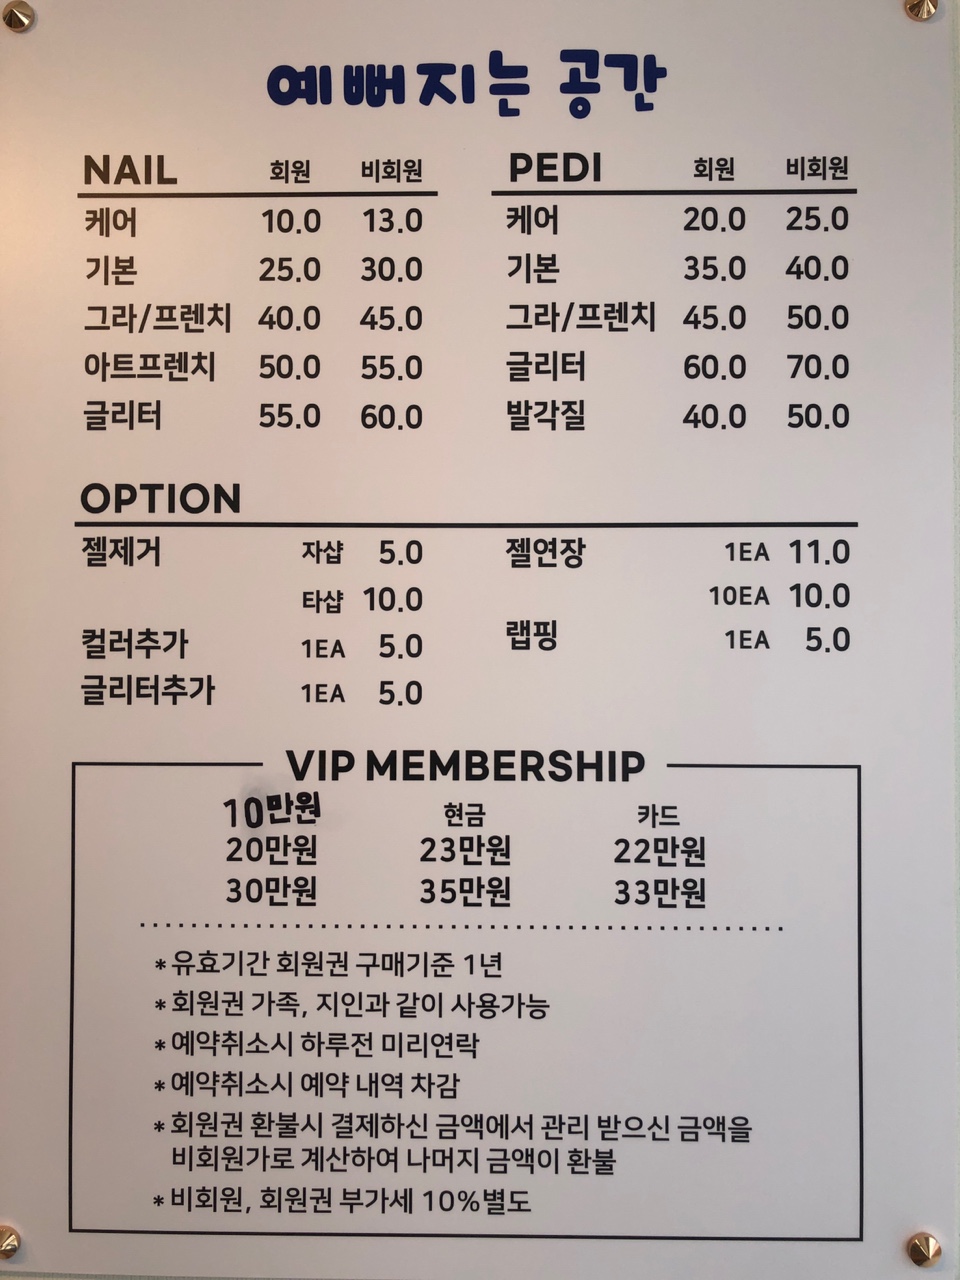 예뻐지는 공간
NAIL 회원 비회원
케어 10.0 13.0
기본 25.0 30.0
그라/프렌치 40.0 45.0
아트프렌치 50.0 55.0
글리터 55.0 60.0
PEDI 회원 비회원
케어 20.0 25.0
기본 35.0 40.0
그라/프렌치 45.0 50.0
글리터 60.0 70.0
발각질 40.0 50.0
OPTION
젤제거 자샵 5.0
타샵 10.0
컬러추가 1EA 5.0
글리터추가 1EA 5.0
젤연장 1EA 11.0
10EA 10.0
랩핑 1EA 5.0
VIP MEMBERSHIP
10만원 현금 카드
20만원 23만원 22만원
30만원 35만원 33만원
*유효기간 회원권 구매기준 1년
*회원권 가족, 지인과 같이 사용가능
*예약취소시 하루전 미리연락
*예약취소시 예약 내역 차감
*회원권 환불시 결제하신 금액에서 관리 받으신 금액을
비회원가로 계산하여 나머지 금액이 환불
*비회원, 회원권 부가세 10%별도